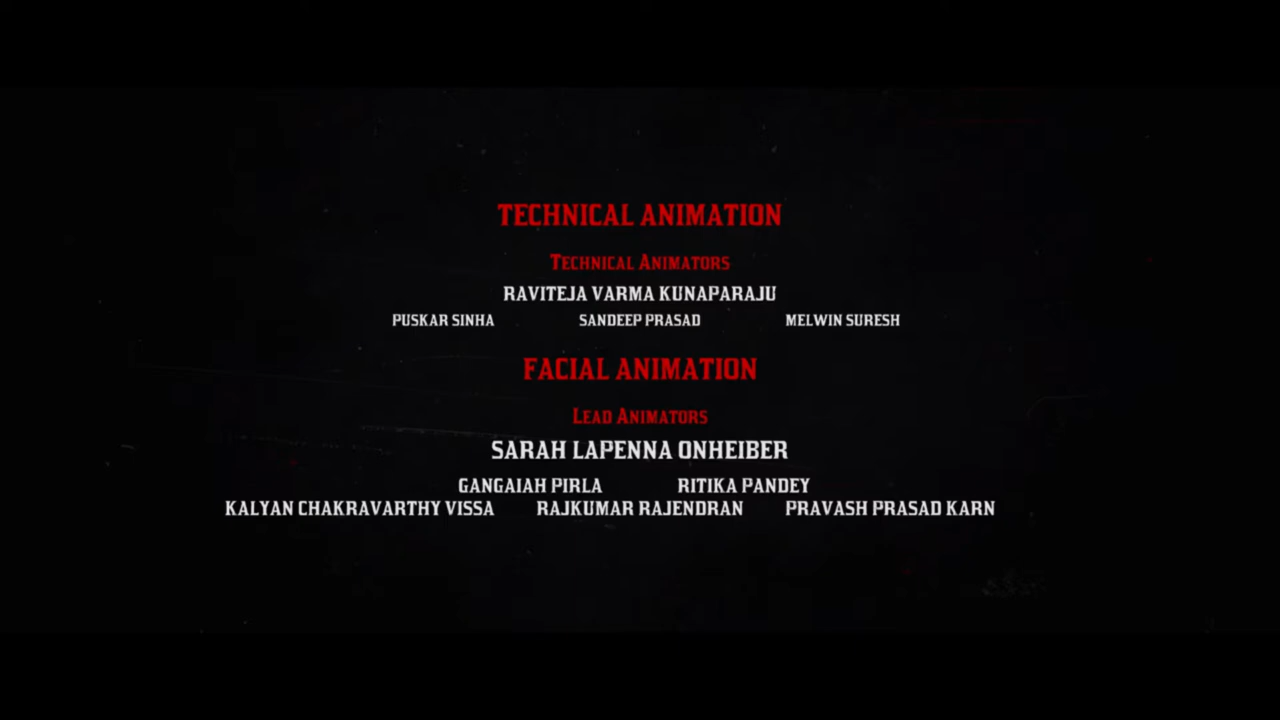 TECHNICAL ANIMATION
TECHNICAL ANIMATORS
RAVITEJA VARMA KUNAPARAJU
PUSKAR SINHA SANDEEP PRASAD MELWIN SURESH
FACIAL ANIMATION
LEAD ANIMATORS
SARAH LAPENNA ONHEIBER
GANGAIAH PIRLA RITIKA PANDEY
KALYAN CHAKRAVARTHY VISSA RAJKUMAR RAJENDRAN PRAVASH PRASAD KARN